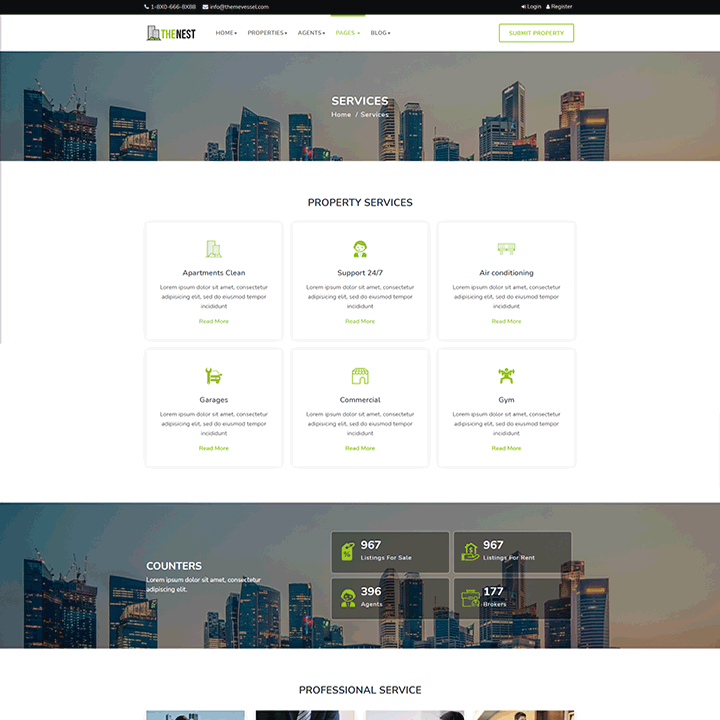 1-8X0-666-8X88 info@themevessel.com Login Register
THENEST HOME PROPERTIES AGENTS PAGES BLOG SUBMIT PROPERTY
SERVICES
Home / Services
PROPERTY SERVICES
Apartments Clean
Lorem ipsum dolor sit amet, consectetur
adipisicing elit, sed do eiusmod tempor
incididunt
Read More
Support 24/7
Lorem ipsum dolor sit amet, consectetur
adipisicing elit, sed do eiusmod tempor
incididunt
Read More
Air conditioning
Lorem ipsum dolor sit amet, consectetur
adipisicing elit, sed do eiusmod tempor
incididunt
Read More
Garages
Lorem ipsum dolor sit amet, consectetur
adipisicing elit, sed do eiusmod tempor
incididunt
Read More
Commercial
Lorem ipsum dolor sit amet, consectetur
adipisicing elit, sed do eiusmod tempor
incididunt
Read More
Gym
Lorem ipsum dolor sit amet, consectetur
adipisicing elit, sed do eiusmod tempor
incididunt
Read More
COUNTERS
Lorem ipsum dolor sit amet, consectetur
adipiscing elit.
967
Listings For Sale
967
Listings For Rent
396
Agents
177
Brokers
PROFESSIONAL SERVICE